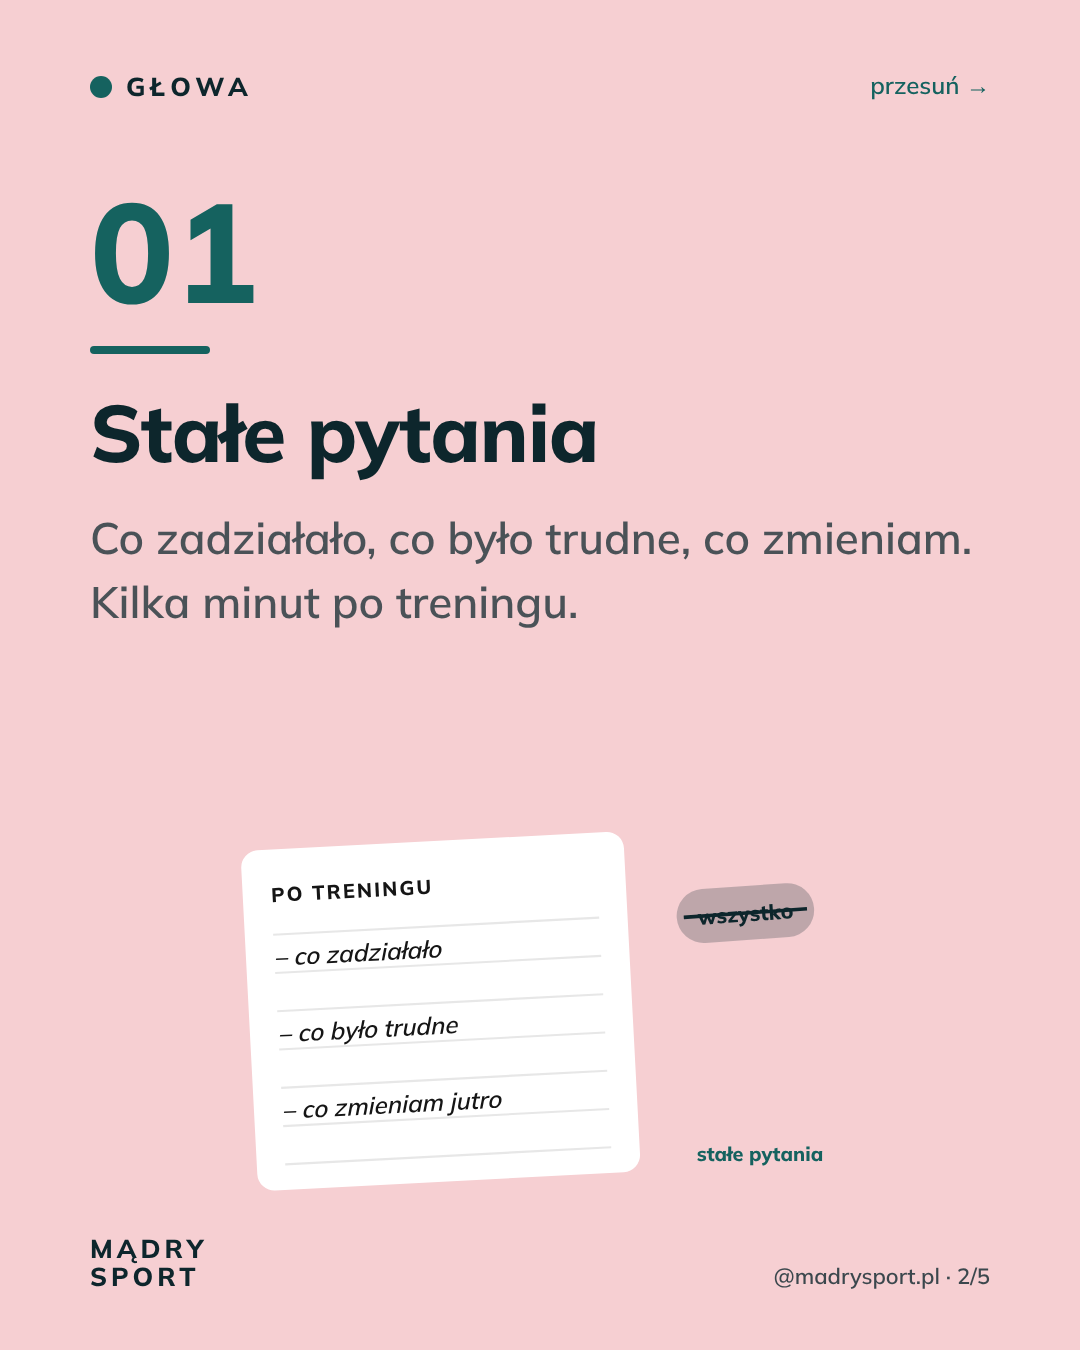 GŁOWA
przesuń →
01
Stałe pytania
Co zadziałało, co było trudne, co zmieniam.
Kilka minut po treningu.
PO TRENINGU
– co zadziałało
– co było trudne
– co zmieniam jutro
wszystko
stałe pytania
MĄDRY
SPORT
@madrysport.pl · 2/5